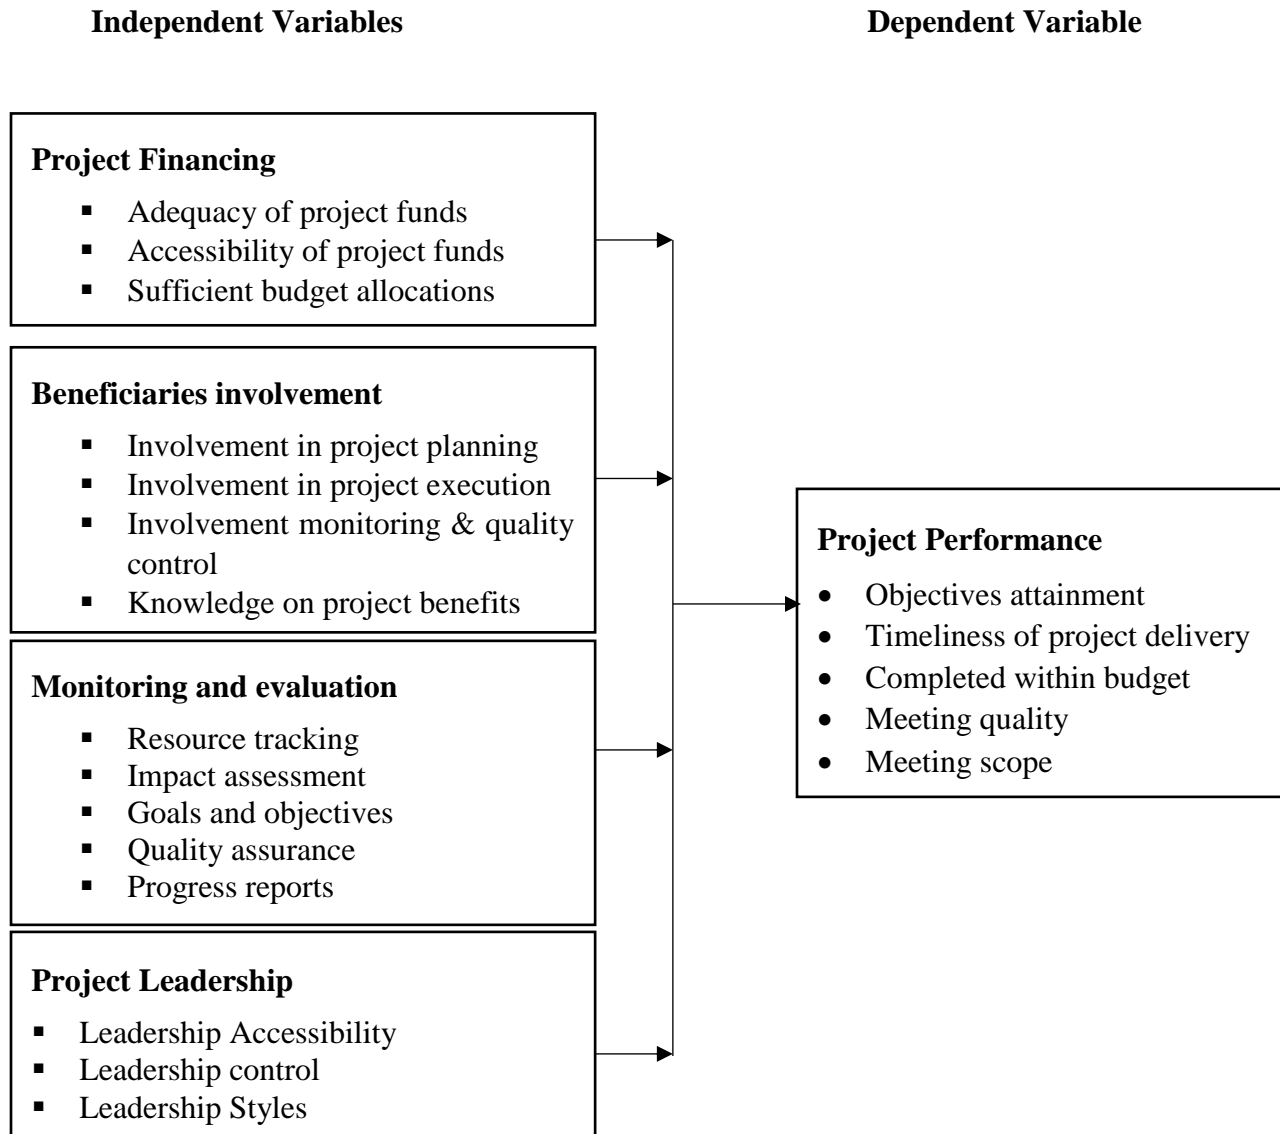 Independent Variables
Dependent Variable
Project Financing
▪ Adequacy of project funds
▪ Accessibility of project funds
▪ Sufficient budget allocations
Beneficiaries involvement
▪ Involvement in project planning
▪ Involvement in project execution
▪ Involvement monitoring & quality
control
▪ Knowledge on project benefits
Monitoring and evaluation
▪ Resource tracking
▪ Impact assessment
▪ Goals and objectives
▪ Quality assurance
▪ Progress reports
Project Leadership
▪ Leadership Accessibility
▪ Leadership control
▪ Leadership Styles
Project Performance
• Objectives attainment
• Timeliness of project delivery
• Completed within budget
• Meeting quality
• Meeting scope